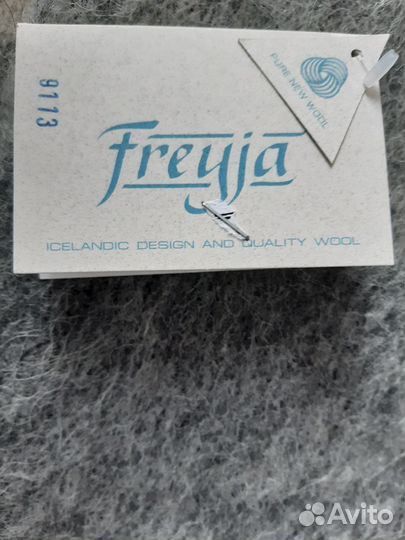 9113
PURE NEW WOOL
Freyja
ICELANDIC DESIGN AND QUALITY WOOL
Avito